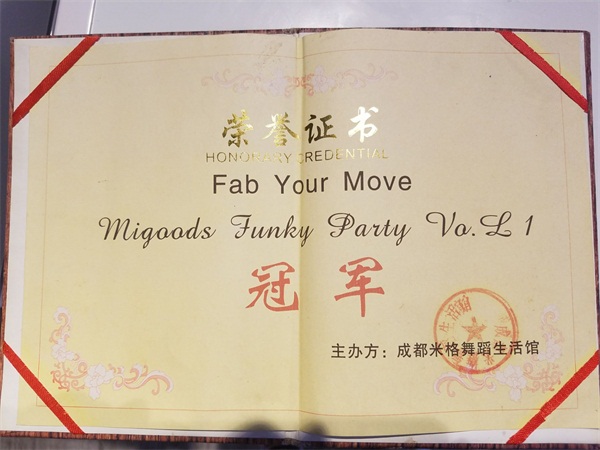 荣誉证书
HONORARY CREDENTIAL
Fab Your Move
Migoods Funky Party Vo.L 1
冠军
主办方：成都米格舞蹈生活馆